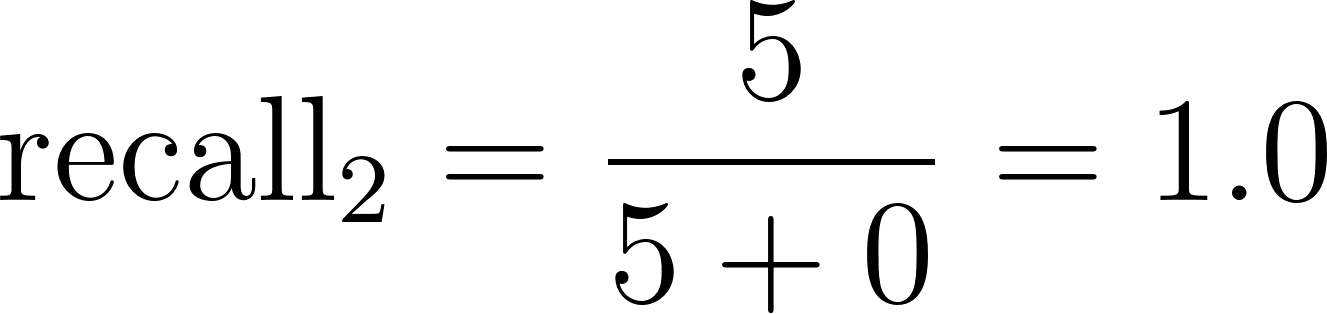 recall₂ = 5 / (5 + 0) = 1.0